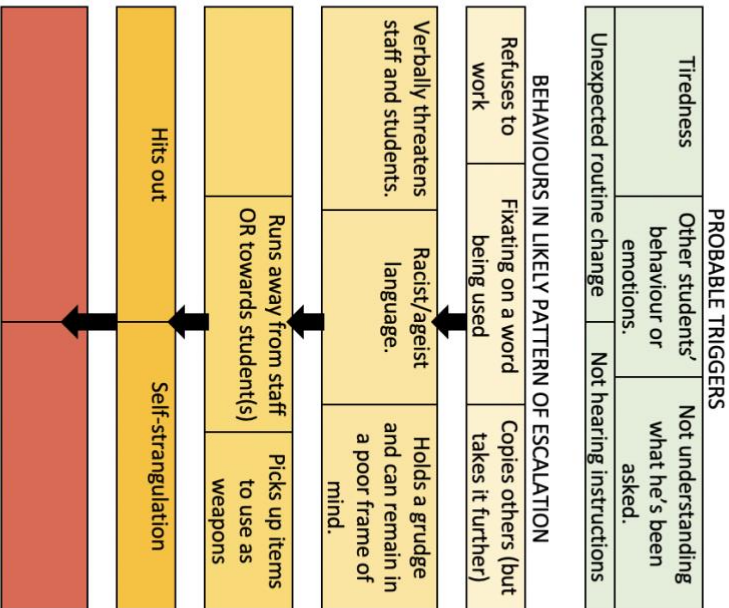 PROBABLE TRIGGERS
Tiredness
Other students'
behaviour or
emotions.
Not understanding
what he's been
asked.
Unexpected routine change
Not hearing instructions
BEHAVIOURS IN LIKELY PATTERN OF ESCALATION
Refuses to
work
Fixating on a word
being used
Copies others (but
takes it further)
Verbally threatens
staff and students.
Racist/ageist
language.
Holds a grudge
and can remain in
a poor frame of
mind.
Runs away from staff
OR towards student(s)
Picks up items
to use as
weapons
Hits out
Self-strangulation